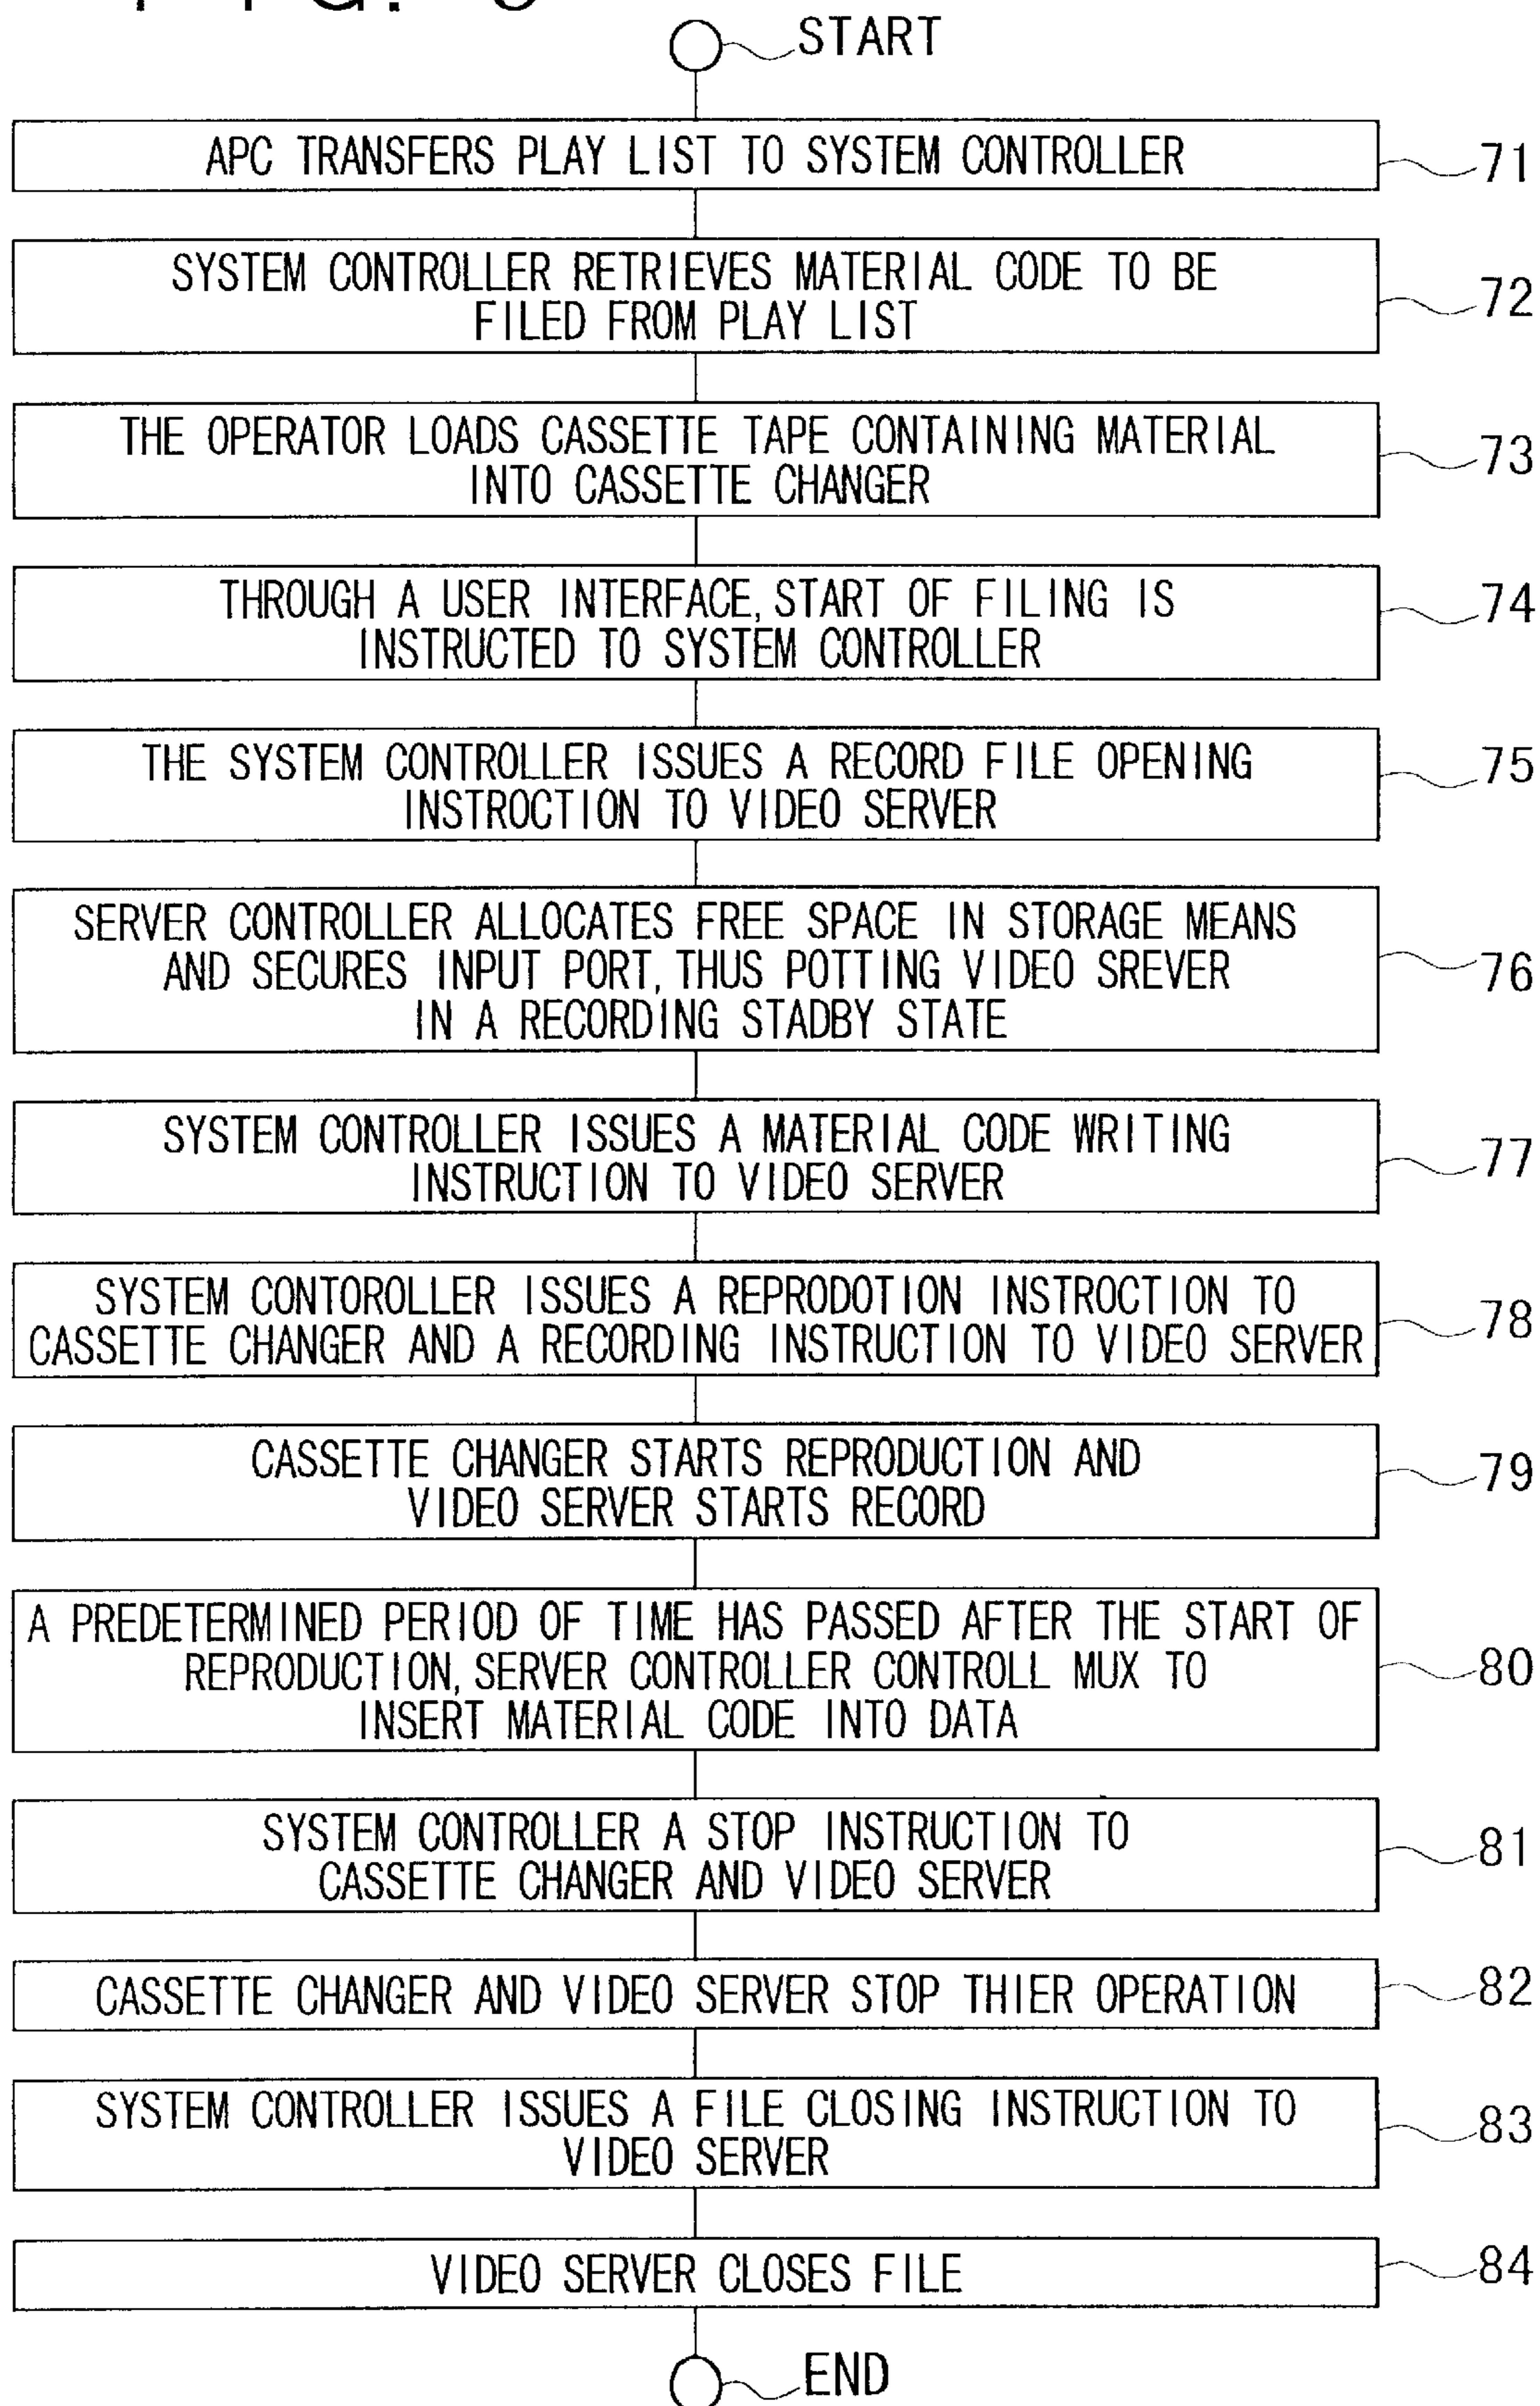 START
APC TRANSFERS PLAY LIST TO SYSTEM CONTROLLER
71
SYSTEM CONTROLLER RETRIEVES MATERIAL CODE TO BE
FILED FROM PLAY LIST
72
THE OPERATOR LOADS CASSETTE TAPE CONTAINING MATERIAL
INTO CASSETTE CHANGER
73
THROUGH A USER INTERFACE, START OF FILING IS
INSTRUCTED TO SYSTEM CONTROLLER
74
THE SYSTEM CONTROLLER ISSUES A RECORD FILE OPENING
INSTROCTION TO VIDEO SERVER
75
SERVER CONTROLLER ALLOCATES FREE SPACE IN STORAGE MEANS
AND SECURES INPUT PORT, THUS POTTING VIDEO SREVER
IN A RECORDING STADBY STATE
76
SYSTEM CONTROLLER ISSUES A MATERIAL CODE WRITING
INSTRUCTION TO VIDEO SERVER
77
SYSTEM CONTOROLLER ISSUES A REPRODOTION INSTROCTION TO
CASSETTE CHANGER AND A RECORDING INSTRUCTION TO VIDEO SERVER
78
CASSETTE CHANGER STARTS REPRODUCTION AND
VIDEO SERVER STARTS RECORD
79
A PREDETERMINED PERIOD OF TIME HAS PASSED AFTER THE START OF
REPRODUCTION, SERVER CONTROLLER CONTROLL MUX TO
INSERT MATERIAL CODE INTO DATA
80
SYSTEM CONTROLLER A STOP INSTRUCTION TO
CASSETTE CHANGER AND VIDEO SERVER
81
CASSETTE CHANGER AND VIDEO SERVER STOP THIER OPERATION
82
SYSTEM CONTROLLER ISSUES A FILE CLOSING INSTRUCTION TO
VIDEO SERVER
83
VIDEO SERVER CLOSES FILE
84
END